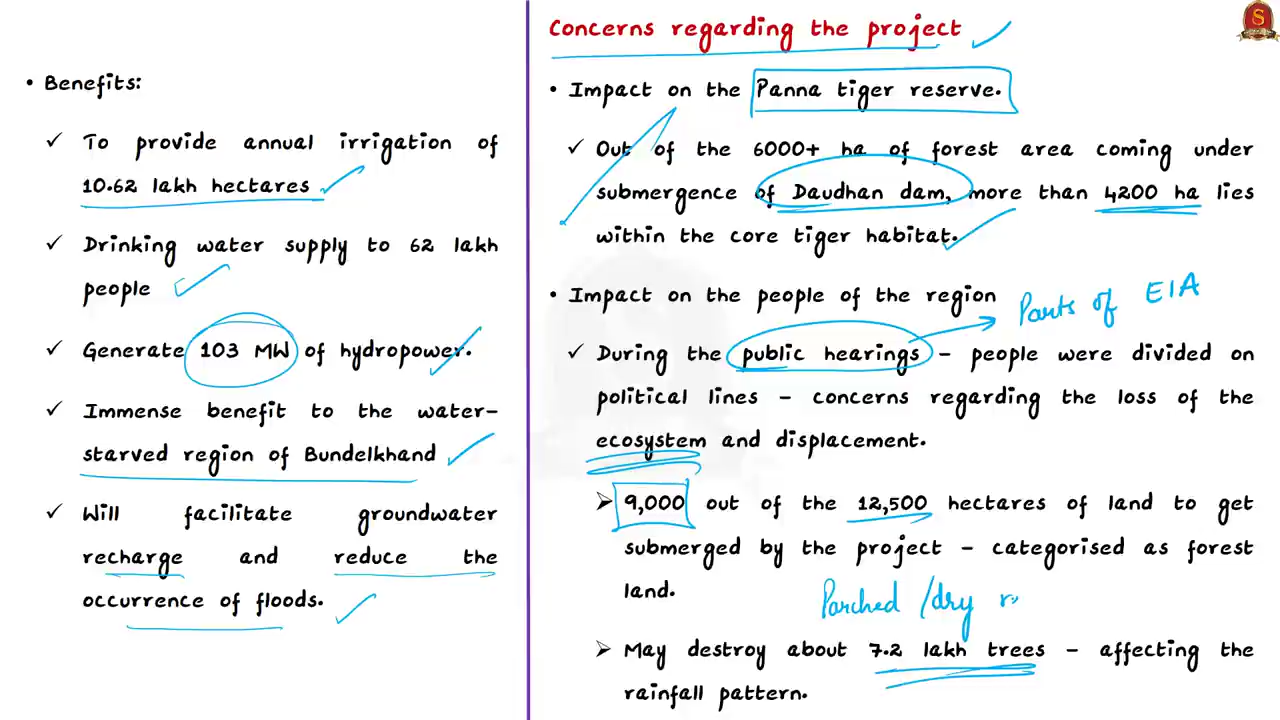 • Benefits:
✓ To provide annual irrigation of
10.62 lakh hectares
✓ Drinking water supply to 62 lakh
people
✓ Generate 103 MW of hydropower.
✓ Immense benefit to the water-
starved region of Bundelkhand
✓ Will facilitate groundwater
recharge and reduce the
occurrence of floods.
Concerns regarding the project
• Impact on the Panna tiger reserve.
✓ Out of the 6000+ ha of forest area coming under
submergence of Daudhan dam, more than 4200 ha lies
within the core tiger habitat.
• Impact on the people of the region
Parts of EIA
✓ During the public hearings – people were divided on
political lines – concerns regarding the loss of the
ecosystem and displacement.
➢ 9,000 out of the 12,500 hectares of land to get
submerged by the project – categorised as forest
land.
Parched /dry
➢ May destroy about 7.2 lakh trees – affecting the
rainfall pattern.